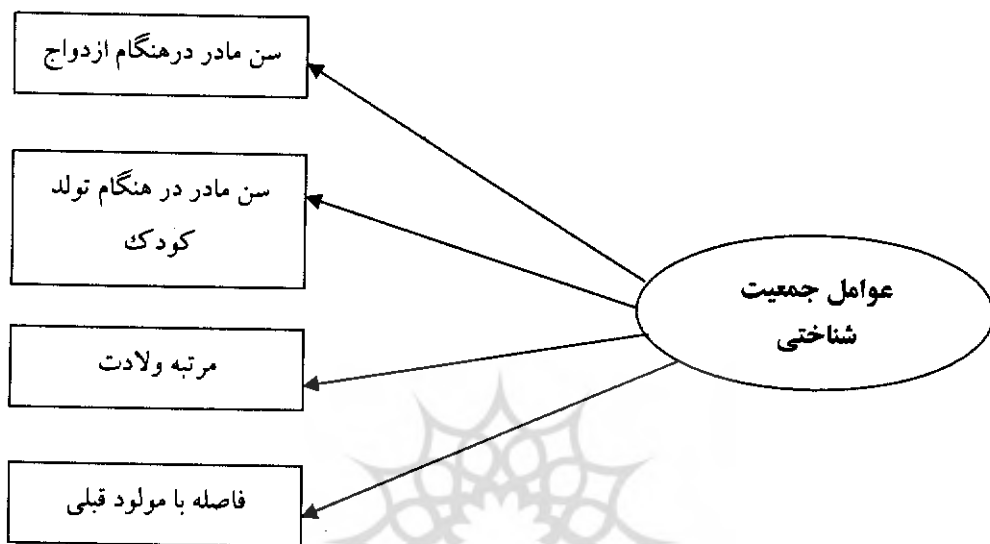 سن مادر درهنگام ازدواج
سن مادر در هنگام تولد
کودک
مرتبه ولادت
فاصله با مولود قبلی
عوامل جمعیت
شناختی